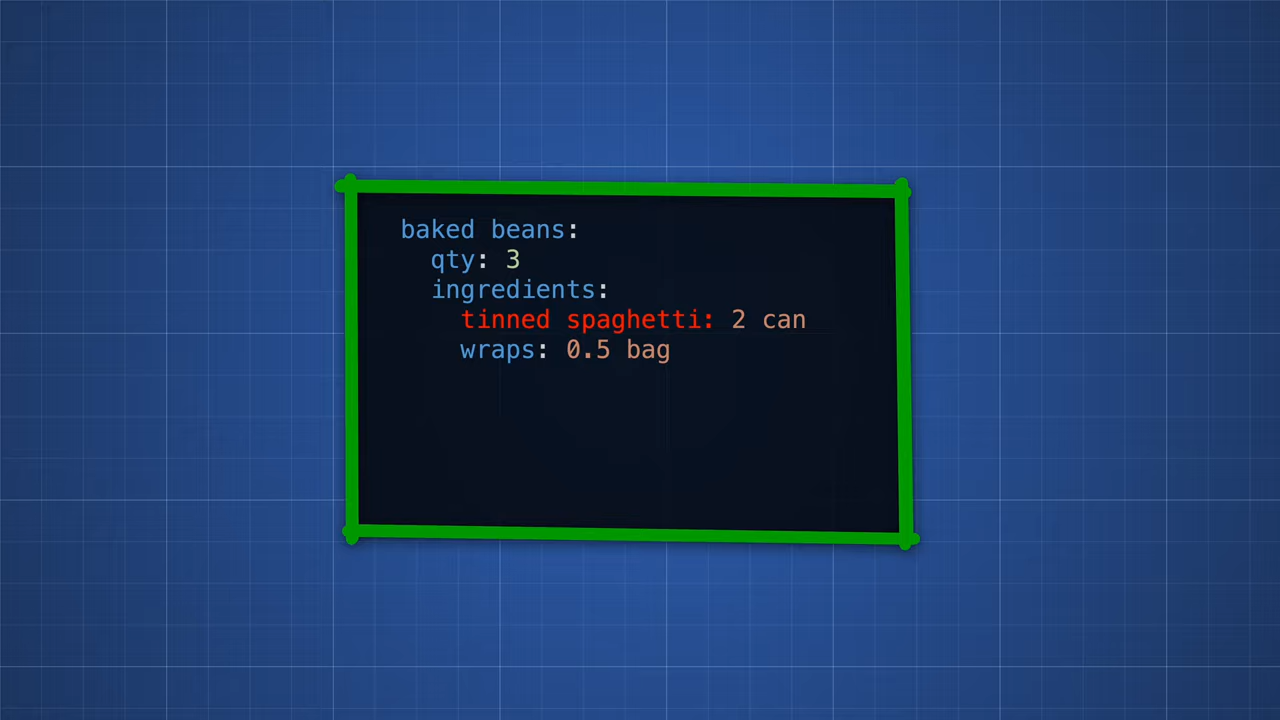 baked beans:
qty: 3
ingredients:
tinned spaghetti: 2 can
wraps: 0.5 bag